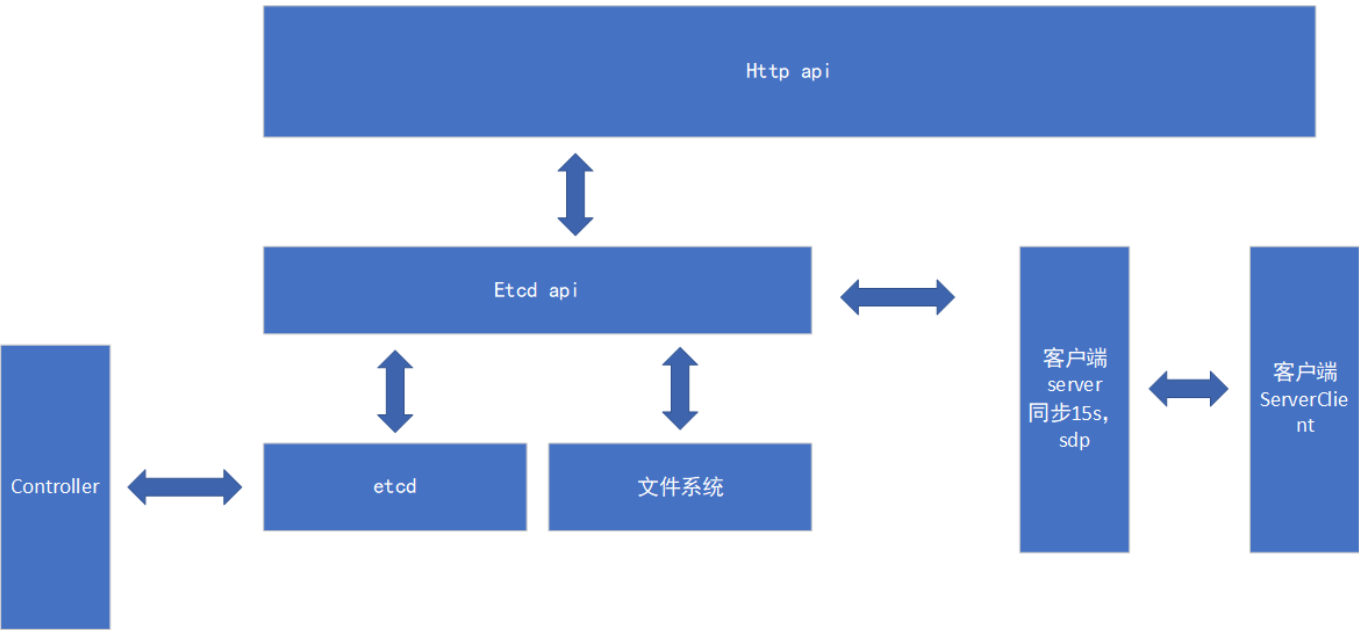 Http api
Etcd api
客户端
server
同步15s，
sdp
客户端
ServerClie
nt
Controller
etcd
文件系统